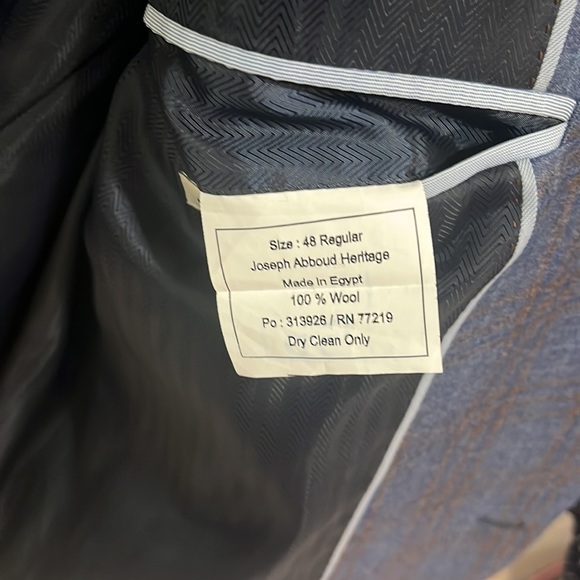 Size : 48 Regular
Joseph Abboud Heritage
Made In Egypt
100 % Wool
Po : 313926 / RN 77219
Dry Clean Only